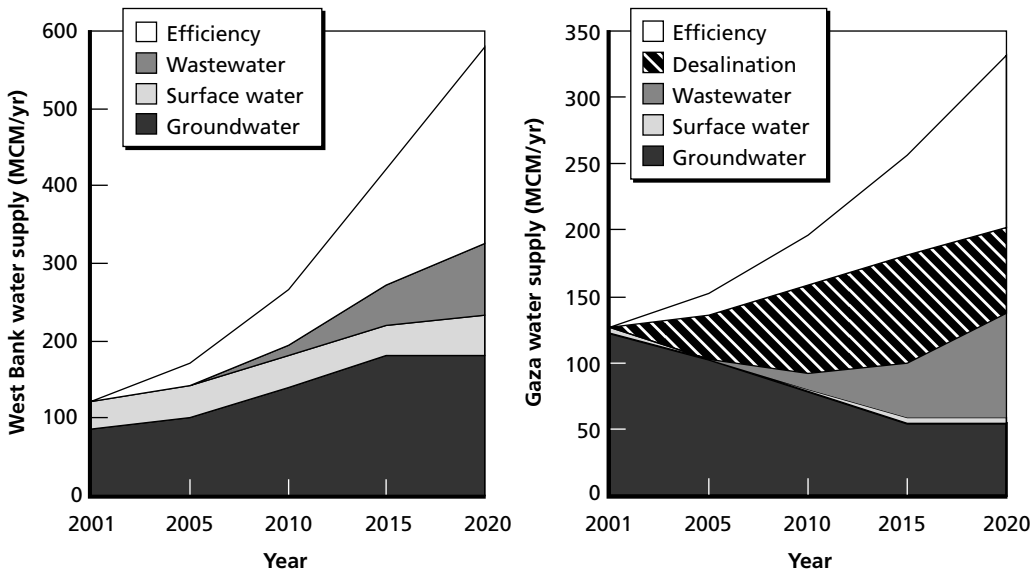 West Bank water supply (MCM/yr)
600
500
400
300
200
100
0
Efficiency
Wastewater
Surface water
Groundwater
2001 2005 2010 2015 2020
Year
Gaza water supply (MCM/yr)
350
300
250
200
150
100
50
0
Efficiency
Desalination
Wastewater
Surface water
Groundwater
2001 2005 2010 2015 2020
Year